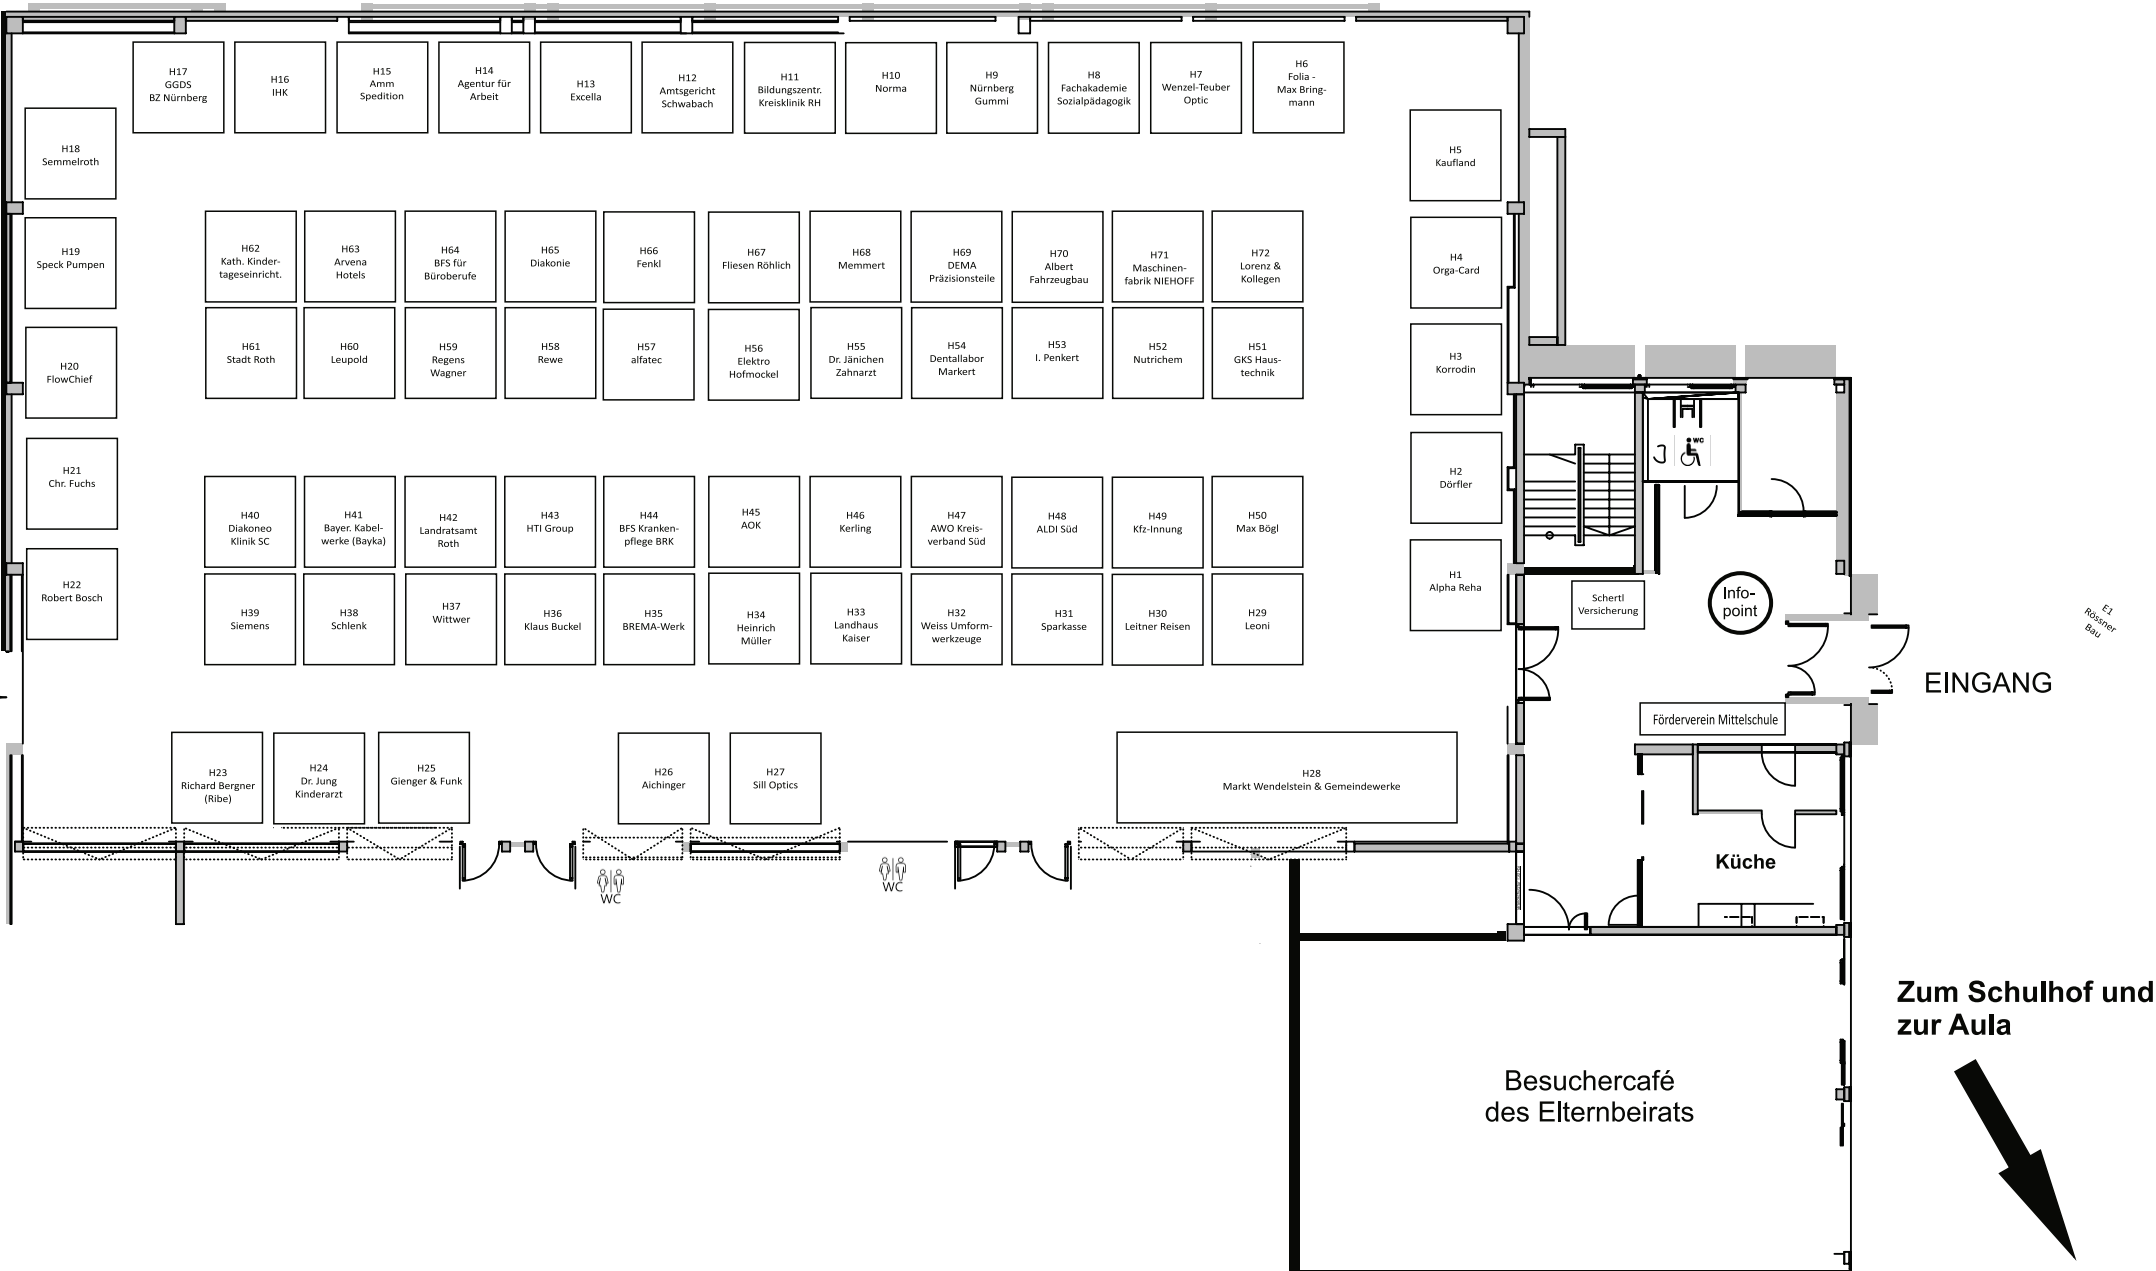 H17
GGDS
BZ Nürnberg
H16
IHK
H15
Amm
Spedition
H14
Agentur für
Arbeit
H13
Excella
H12
Amtsgericht
Schwabach
H11
Bildungszentr.
Kreisklinik RH
H10
Norma
H9
Nürnberg
Gummi
H8
Fachakademie
Sozialpädagogik
H7
Wenzel-Teuber
Optic
H6
Folia -
Max Bring-
mann
H18
Semmelroth
H5
Kaufland
H19
Speck Pumpen
H62
Kath. Kinder-
tageseinricht.
H63
Arvena
Hotels
H64
BFS für
Büroberufe
H65
Diakonie
H66
Fenkl
H67
Fliesen Röhlich
H68
Memmert
H69
DEMA
Präzisionsteile
H70
Albert
Fahrzeugbau
H71
Maschinen-
fabrik NIEHOFF
H72
Lorenz &
Kollegen
H4
Orga-Card
H20
FlowChief
H61
Stadt Roth
H60
Leupold
H59
Regens
Wagner
H58
Rewe
H57
alfatec
H56
Elektro
Hofmockel
H55
Dr. Jänichen
Zahnarzt
H54
Dentallabor
Markert
H53
I. Penkert
H52
Nutrichem
H51
GKS Haus-
technik
H3
Korrodin
H21
Chr. Fuchs
H40
Diakoneo
Klinik SC
H41
Bayer. Kabel-
werke (Bayka)
H42
Landratsamt
Roth
H43
HTI Group
H44
BFS Kranken-
pflege BRK
H45
AOK
H46
Kerling
H47
AWO Kreis-
verband Süd
H48
ALDI Süd
H49
Kfz-Innung
H50
Max Bögl
H2
Dörfler
WC
H22
Robert Bosch
H39
Siemens
H38
Schlenk
H37
Wittwer
H36
Klaus Buckel
H35
BREMA-Werk
H34
Heinrich
Müller
H33
Landhaus
Kaiser
H32
Weiss Umform-
werkzeuge
H31
Sparkasse
H30
Leitner Reisen
H29
Leoni
H1
Alpha Reha
Schertl
Versicherung
Info-
point
E1
Rössner
Bau
EINGANG
Förderverein Mittelschule
H23
Richard Bergner
(Ribe)
H24
Dr. Jung
Kinderarzt
H25
Gienger & Funk
H26
Aichinger
H27
Sill Optics
H28
Markt Wendelstein & Gemeindewerke
WC
WC
Küche
Zum Schulhof und
zur Aula
Besuchercafé
des Elternbeirats